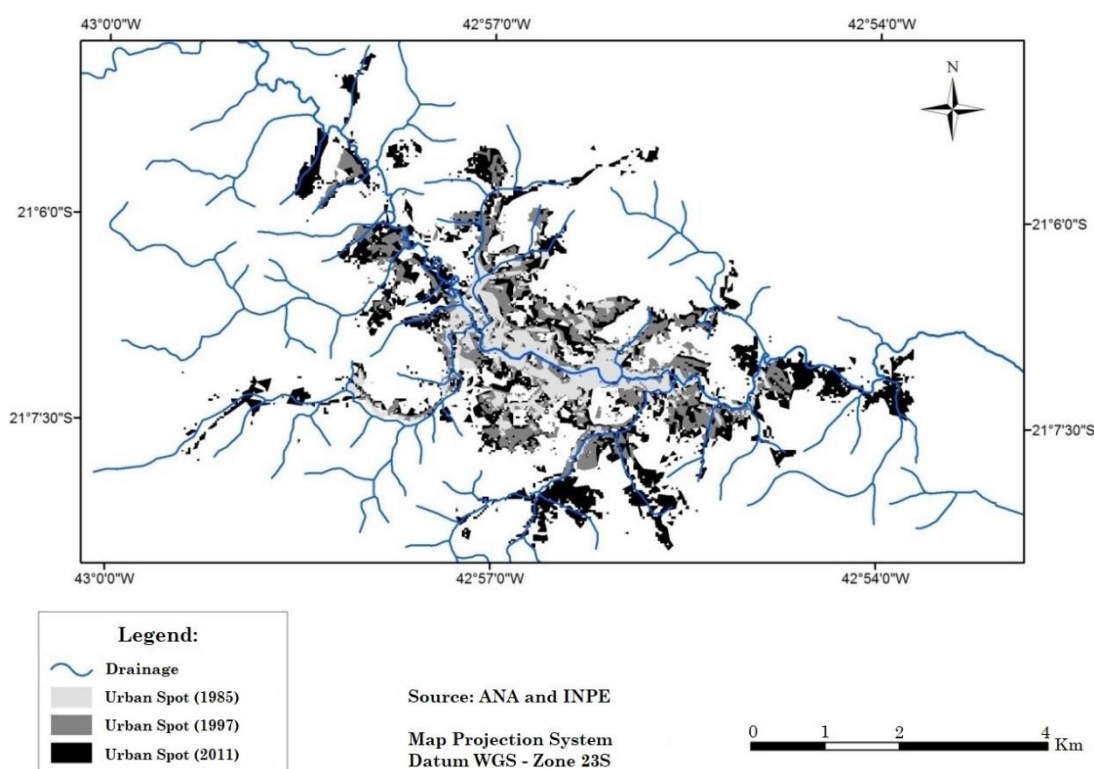 43°0'0"W 42°57'0"W 42°54'0"W
N
21°6'0"S 21°6'0"S
21°7'30"S 21°7'30"S
43°0'0"W 42°57'0"W 42°54'0"W
Legend:
Drainage
Urban Spot (1985)
Urban Spot (1997)
Urban Spot (2011)
Source: ANA and INPE
Map Projection System
Datum WGS - Zone 23S
0 1 2 4
Km